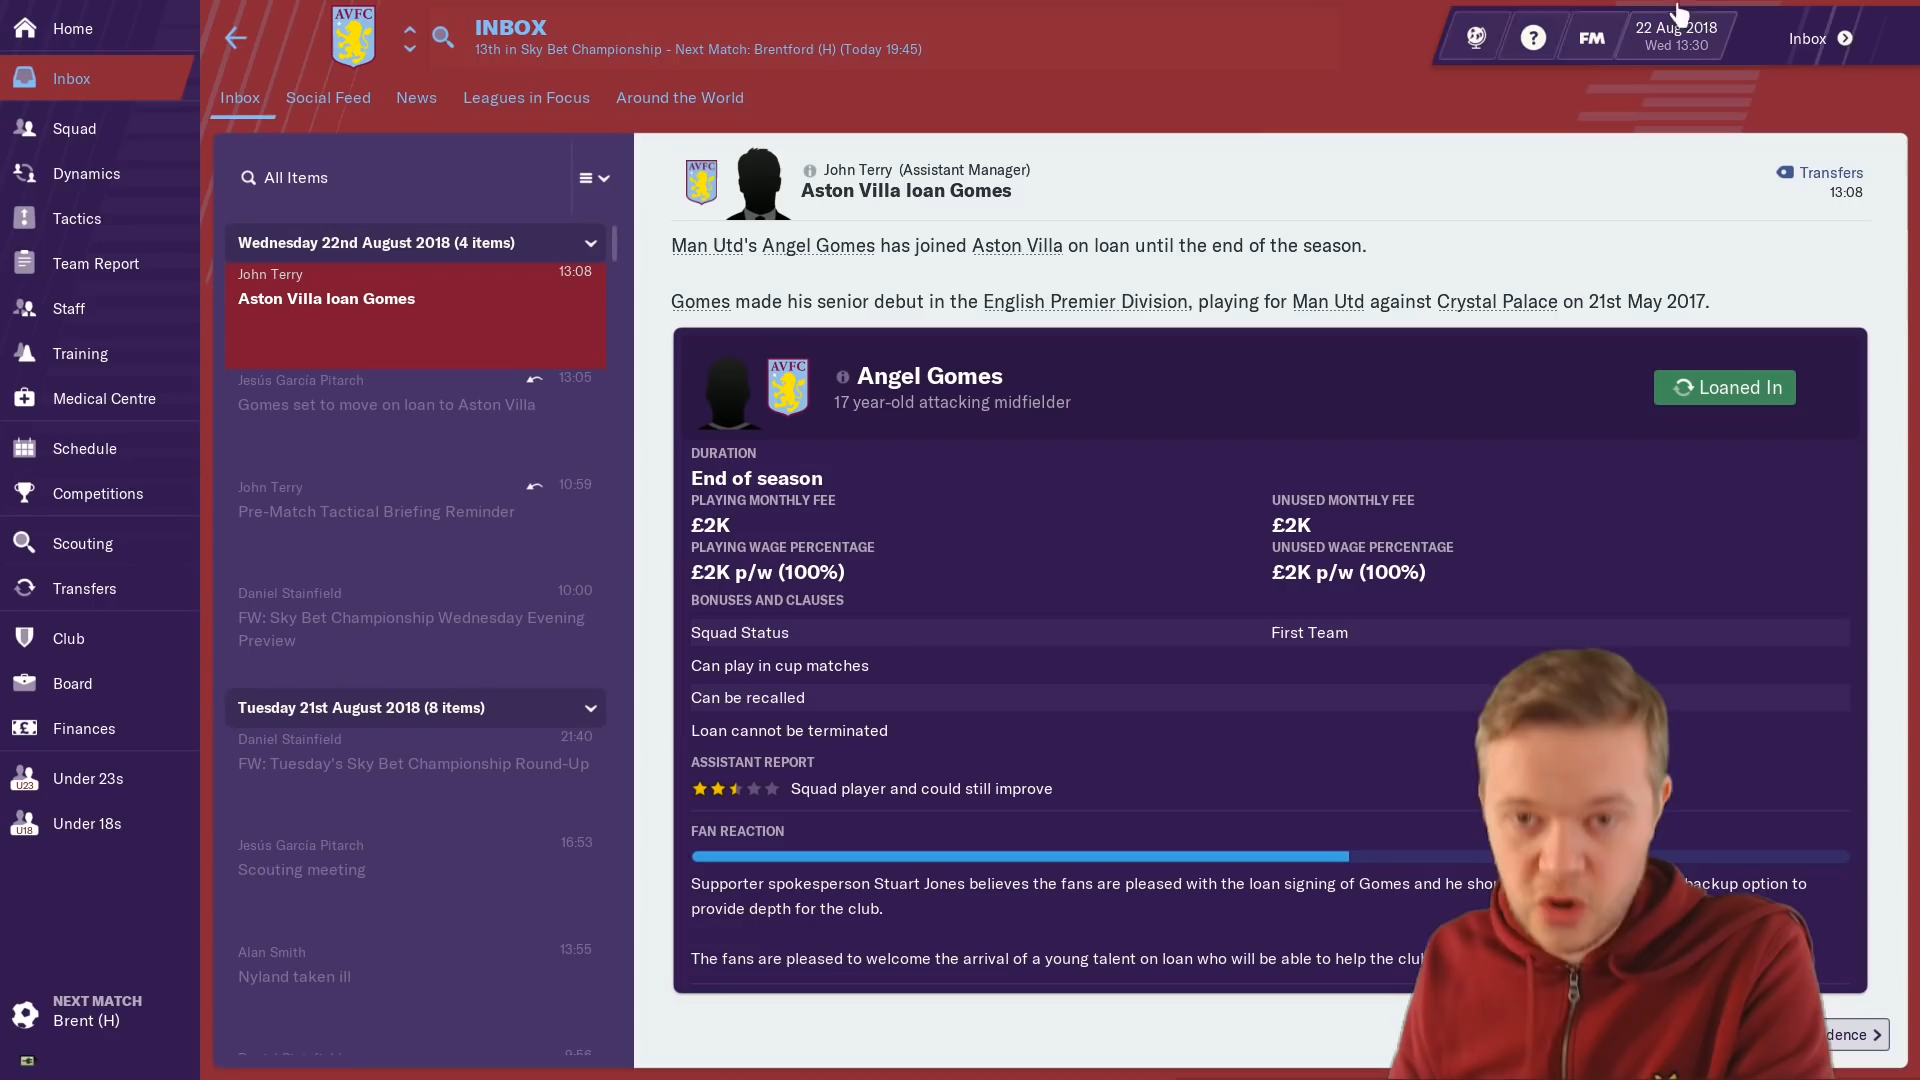 Home
Inbox
Squad
Dynamics
Tactics
Team Report
Staff
Training
Medical Centre
Schedule
Competitions
Scouting
Transfers
Club
Board
Finances
U23
Under 23s
U18
Under 18s
NEXT MATCH
Brent (H)
AVFC
INBOX
13th in Sky Bet Championship - Next Match: Brentford (H) (Today 19:45)
?
FM
22 Aug 2018
Wed 13:30
Inbox
Inbox
Social Feed
News
Leagues in Focus
Around the World
All Items
Wednesday 22nd August 2018 (4 items)
John Terry
13:08
Aston Villa loan Gomes
Jesús García Pitarch
13:05
Gomes set to move on loan to Aston Villa
John Terry
10:59
Pre-Match Tactical Briefing Reminder
Daniel Stainfield
10:00
FW: Sky Bet Championship Wednesday Evening
Preview
Tuesday 21st August 2018 (8 items)
Daniel Stainfield
21:40
FW: Tuesday's Sky Bet Championship Round-Up
Jesús García Pitarch
16:53
Scouting meeting
Alan Smith
13:55
Nyland taken ill
AVFC
John Terry (Assistant Manager)
Aston Villa loan Gomes
Transfers
13:08
Man Utd's Angel Gomes has joined Aston Villa on loan until the end of the season.
Gomes made his senior debut in the English Premier Division, playing for Man Utd against Crystal Palace on 21st May 2017.
AVFC
Angel Gomes
17 year-old attacking midfielder
Loaned In
DURATION
End of season
PLAYING MONTHLY FEE
UNUSED MONTHLY FEE
£2K
£2K
PLAYING WAGE PERCENTAGE
UNUSED WAGE PERCENTAGE
£2K p/w (100%)
£2K p/w (100%)
BONUSES AND CLAUSES
Squad Status
First Team
Can play in cup matches
Can be recalled
Loan cannot be terminated
ASSISTANT REPORT
Squad player and could still improve
FAN REACTION
Supporter spokesperson Stuart Jones believes the fans are pleased with the loan signing of Gomes and he backup option to
provide depth for the club.
The fans are pleased to welcome the arrival of a young talent on loan who will be able to help the